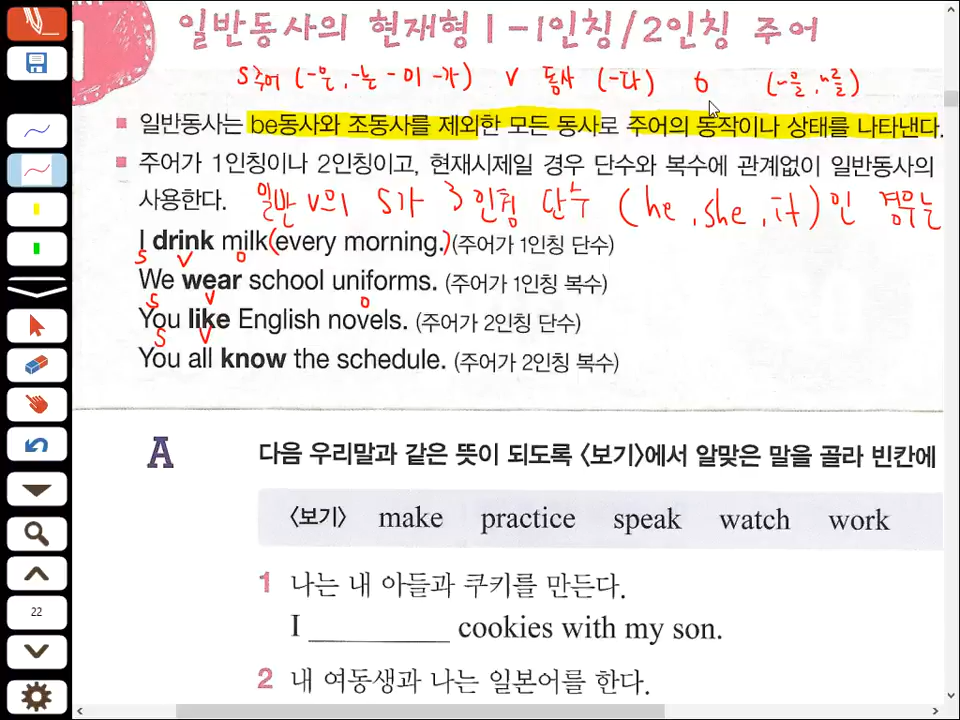 일반동사의 현재형 1 - 1인칭/2인칭 주어
S 주어 (-은, -는 -이 -가) V 동사 (-다) o (-을, -를)
■ 일반동사는 be동사와 조동사를 제외한 모든 동사로 주어의 동작이나 상태를 나타낸다.
■ 주어가 1인칭이나 2인칭이고, 현재시제일 경우 단수와 복수에 관계없이 일반동사의
사용한다. 일반 v의 S가 3인칭 단수 (he, she, it)인 경우는
I drink milk(every morning.) (주어가 1인칭 단수)
S V o
We wear school uniforms. (주어가 1인칭 복수)
S V o
You like English novels. (주어가 2인칭 단수)
S V
You all know the schedule. (주어가 2인칭 복수)
A 다음 우리말과 같은 뜻이 되도록 〈보기〉에서 알맞은 말을 골라 빈칸에
〈보기〉 make practice speak watch work
1 나는 내 아들과 쿠키를 만든다.
I ________ cookies with my son.
2 내 여동생과 나는 일본어를 한다.
22